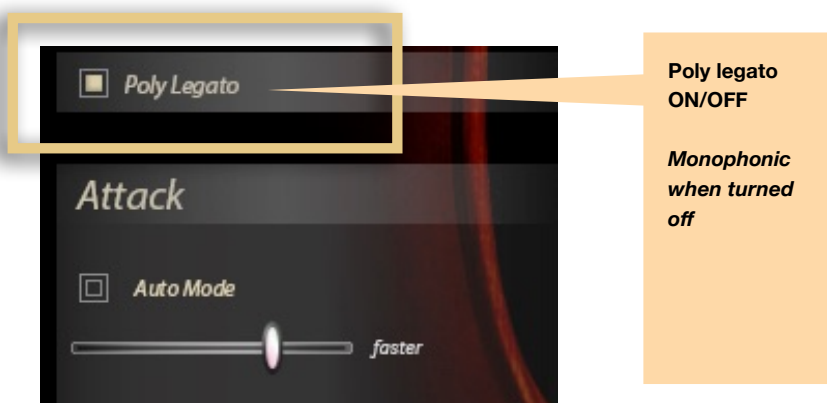 Poly Legato
Attack
Auto Mode
faster
Poly legato
ON/OFF
Monophonic
when turned
off